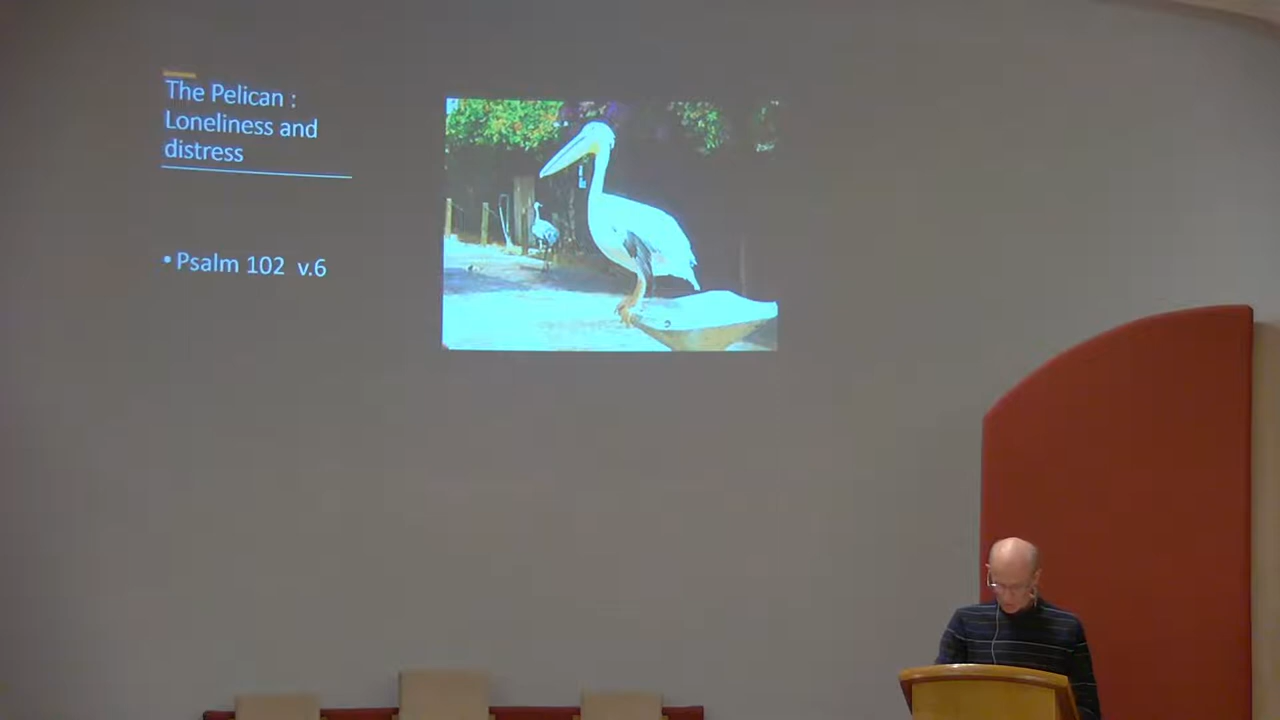 The Pelican :
Loneliness and
distress
• Psalm 102 v.6